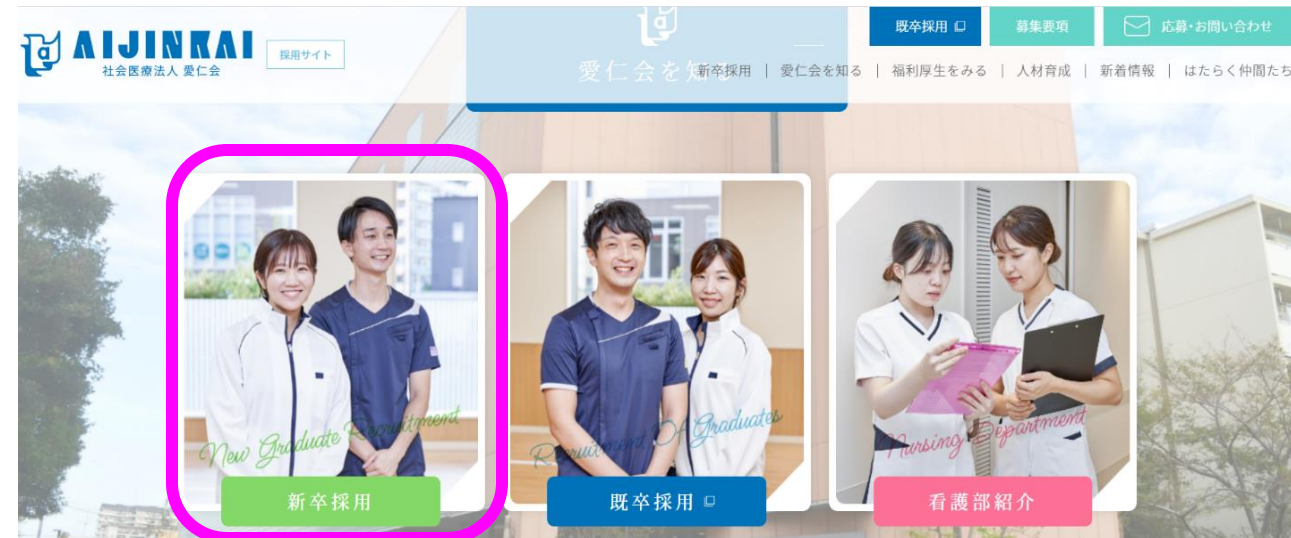 AIJINKAI
社会医療法人 愛仁会
採用サイト
愛仁会を知る
既卒採用
募集要項
応募・お問い合わせ
新卒採用 | 愛仁会を知る | 福利厚生をみる | 人材育成 | 新着情報 | はたらく仲間たち
New Graduate Recruitment
新卒採用
Recruitment Of Graduates
既卒採用
Nursing Department
看護部紹介